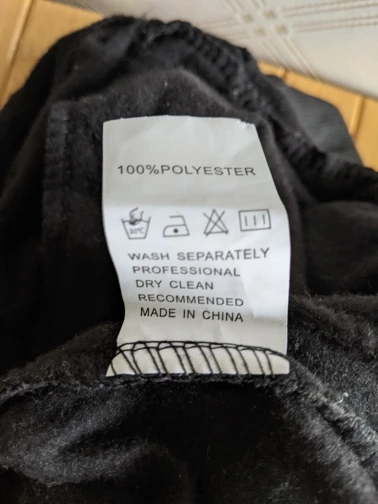 100%POLYESTER
30°C
WASH SEPARATELY
PROFESSIONAL
DRY CLEAN
RECOMMENDED
MADE IN CHINA